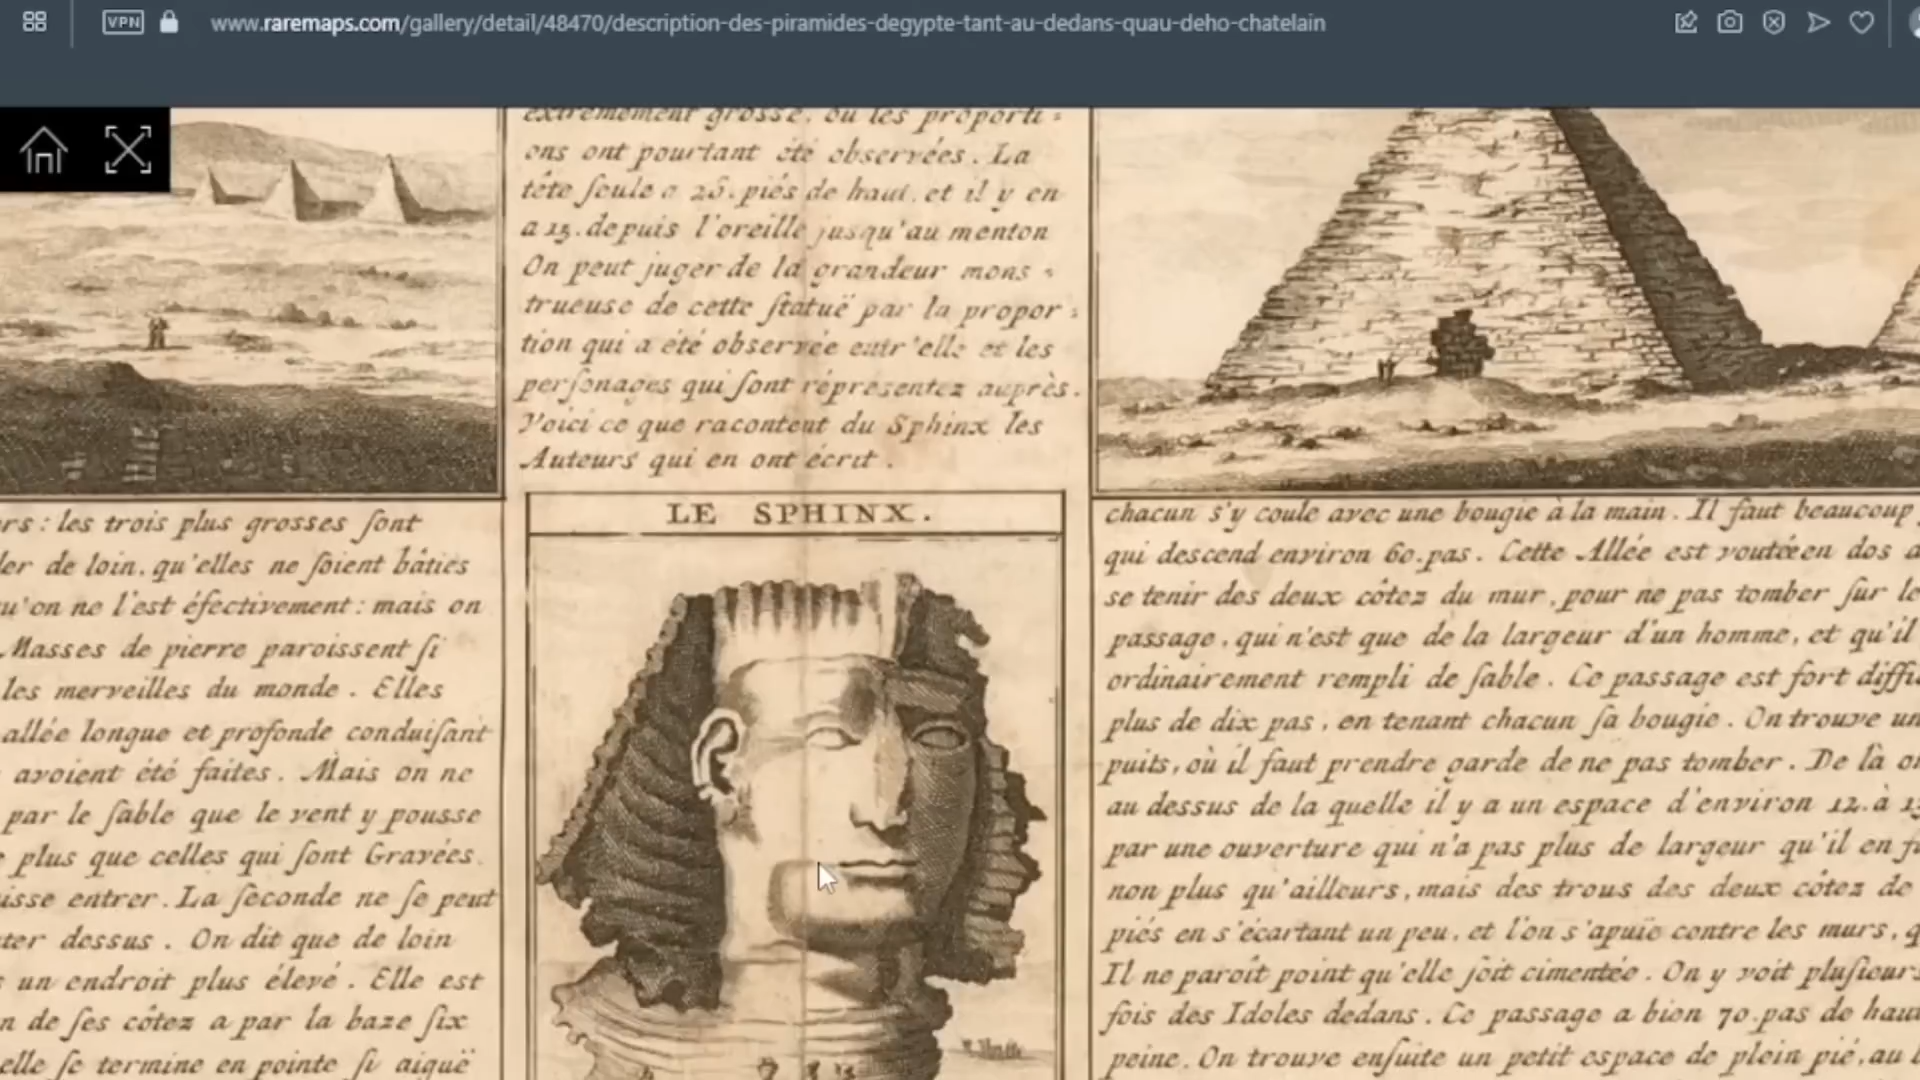 VPN
www.raremaps.com/gallery/detail/48470/description-des-piramides-degypte-tant-au-dedans-quau-deho-chatelain
extrémement grosse, où les proporti:
ons ont pourtant été observées. La
tête ſeule a 26. piés de haut, et il y en
a 15. depuis l'oreille jusqu'au menton
On peut juger de la grandeur mons:
trueuse de cette ſtatuë par la propor:
tion qui a été observée entr'elle et les
perſonages qui ſont répresentez auprès.
Voici ce que racontent du Sphinx les
Auteurs qui en ont écrit.
LE SPHINX.
rs: les trois plus grosses ſont
ler de loin, qu'elles ne ſoient bâties
u'on ne l'est éfectivement: mais on
Masses de pierre paroissent ſi
les merveilles du monde. Elles
allée longue et profonde conduiſant
avoient été faites. Mais on ne
par le ſable que le vent y pousse
plus que celles qui ſont Gravées.
isse entrer. La ſeconde ne ſe peut
ter dessus. On dit que de loin
un endroit plus élevé. Elle est
n de ſes côtez a par la baze ſix
elle ſe termine en pointe ſi aiguë
chacun s'y coule avec une bougie à la main. Il faut beaucoup
qui descend environ 60. pas. Cette Allée est voutée en dos
se tenir des deux côtez du mur, pour ne pas tomber ſur
passage, qui n'est que de la largeur d'un homme, et qu'il
ordinairement rempli de ſable. Ce passage est fort
plus de dix pas, en tenant chacun ſa bougie. On trouve un
puits, où il faut prendre garde de ne pas tomber. De là
au dessus de la quelle il y a un espace d'environ 12. à
par une ouverture qui n'a pas plus de largeur qu'il en
non plus qu'ailleurs, mais des trous des deux côtez de
piés en s'écartant un peu, et l'on s'apuïe contre les murs,
Il ne paroît point qu'elle ſoit cimentée. On y voit
fois des Idoles dedans. Ce passage a bien 70. pas de
peine. On trouve enſuite un petit espace de plein pié, au